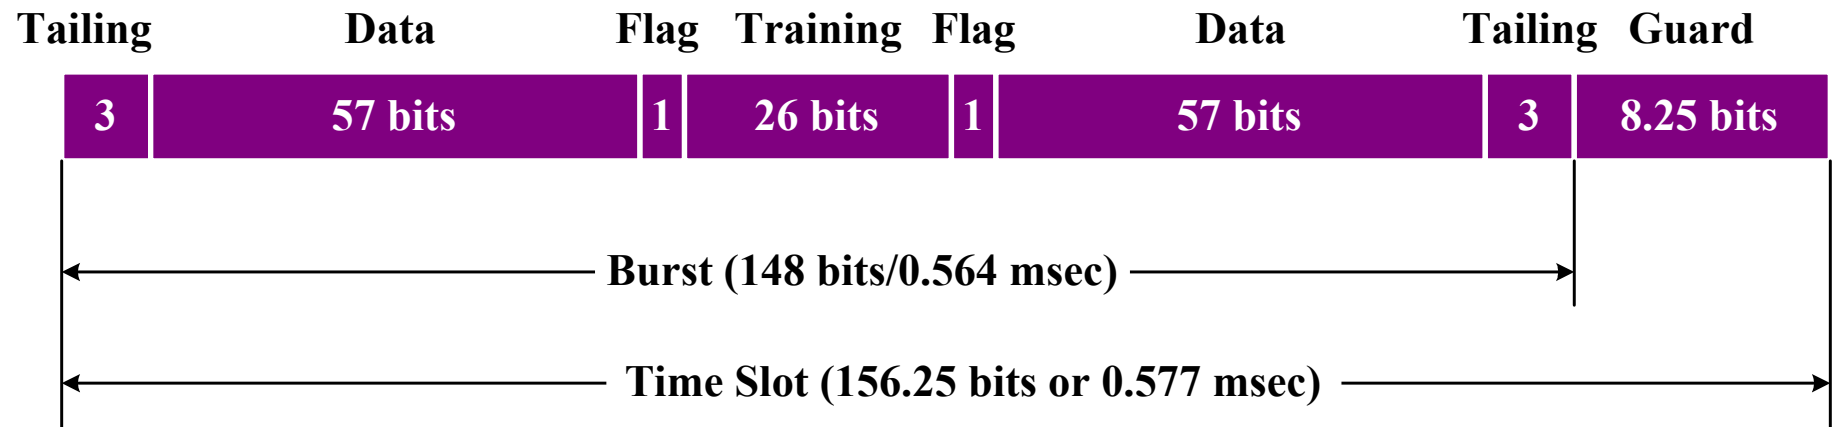 Tailing Data Flag Training Flag Data Tailing Guard
3 57 bits 1 26 bits 1 57 bits 3 8.25 bits
Burst (148 bits/0.564 msec)
Time Slot (156.25 bits or 0.577 msec)